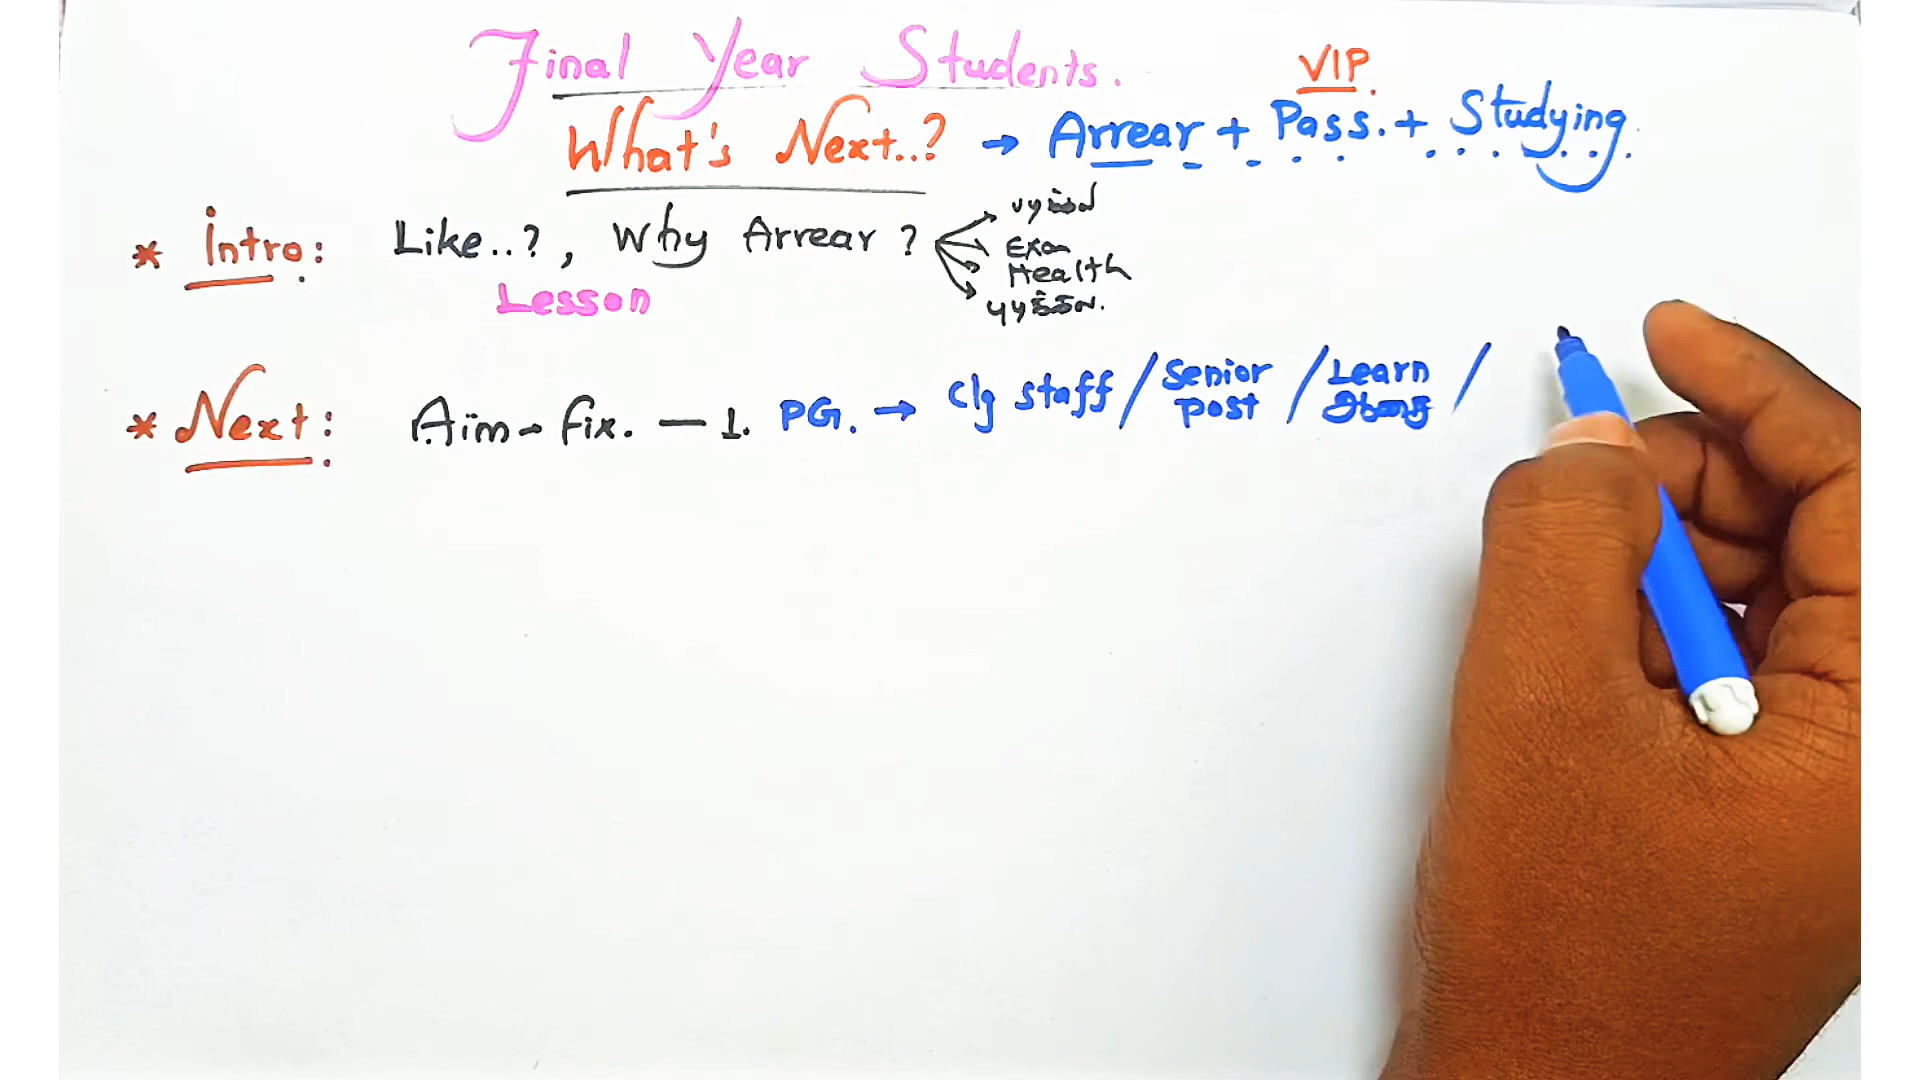 Final Year Students.
VIP.
What's Next..? → Arrear + Pass. + Studying.
* Intro: Like..?, Why Arrear?
Exam
Health
Lesson
* Next: Aim - fix. — 1. PG. → Clg staff / Senior post / Learn /